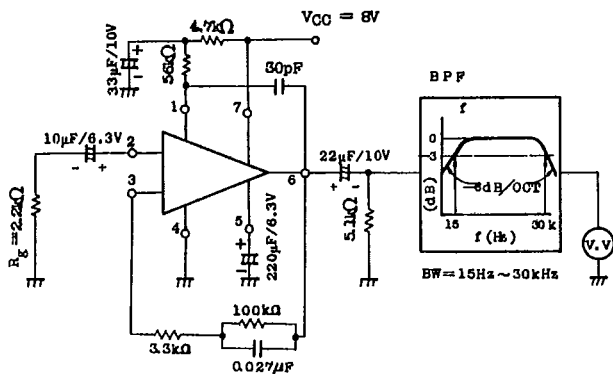 4.7kΩ
VCC = 8V
33μF/10V
+
-
56kΩ
30pF
BPF
1
7
f
10μF/6.3V
2
- +
0
-3
(dB)
-6dB/OCT
15
30k
f(Hz)
3
6
22μF/10V
+ -
5.1kΩ
V.V
Rg=2.2kΩ
4
5
+
-
220μF/6.3V
BW=15Hz~30kHz
100kΩ
3.3kΩ
0.027μF